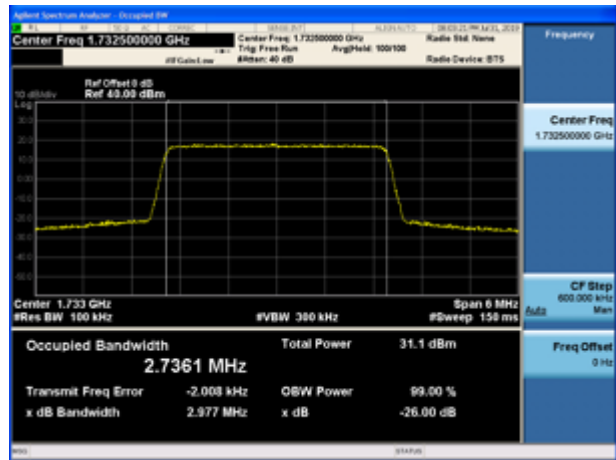 Agilent Spectrum Analyzer - Occupied BW
Center Freq 1.732500000 GHz
Center Freq: 1.732500000 GHz
Radio Std: None
Trig: Free Run
Avg|Hold: 100/100
#IFGain:Low
#Atten: 40 dB
Radio Device: BTS
Frequency
Ref Offset 0 dB
10 dB/div
Ref 40.00 dBm
Log
30.0
20.0
10.0
0.00
-10.0
-20.0
-30.0
-40.0
-50.0
Center Freq
1.732500000 GHz
Center 1.733 GHz
Span 6 MHz
#Res BW 100 kHz
#VBW 300 kHz
#Sweep 150 ms
CF Step
600.000 kHz
Auto
Man
Occupied Bandwidth
Total Power
31.1 dBm
2.7361 MHz
Freq Offset
0 Hz
Transmit Freq Error
-2.008 kHz
OBW Power
99.00 %
x dB Bandwidth
2.977 MHz
x dB
-26.00 dB
MSG
STATUS